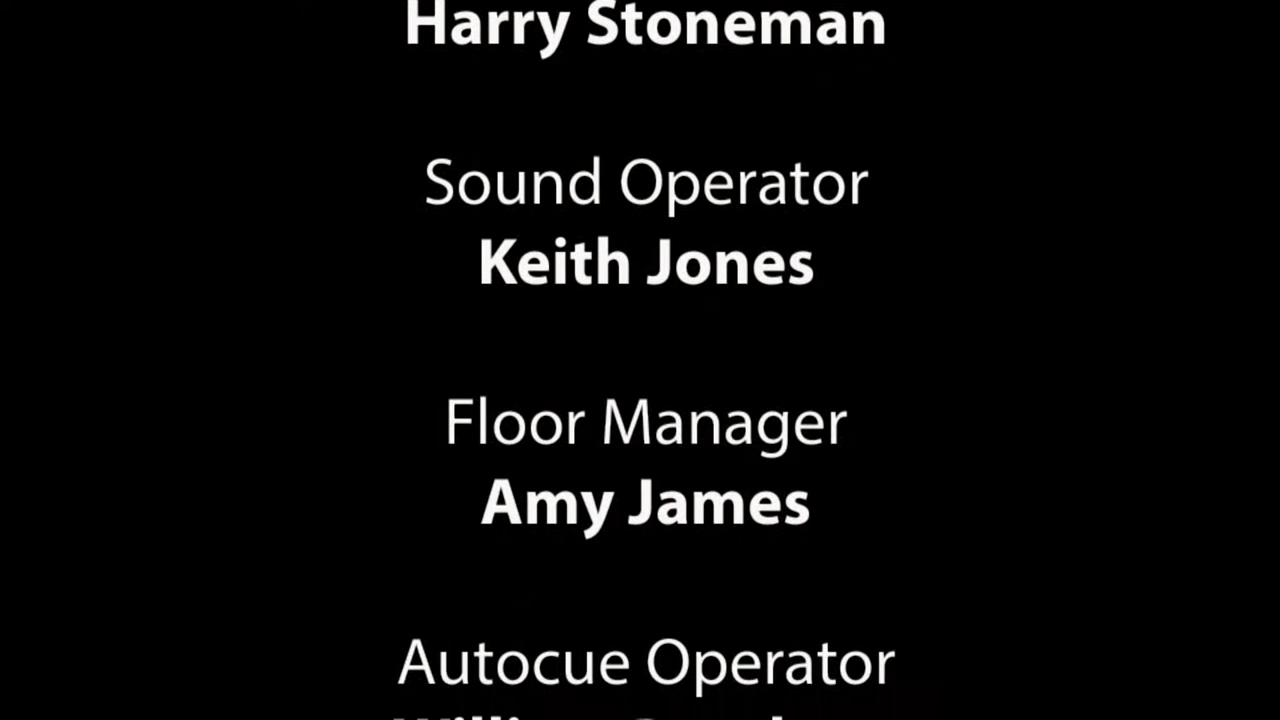 Harry Stoneman
Sound Operator
Keith Jones
Floor Manager
Amy James
Autocue Operator